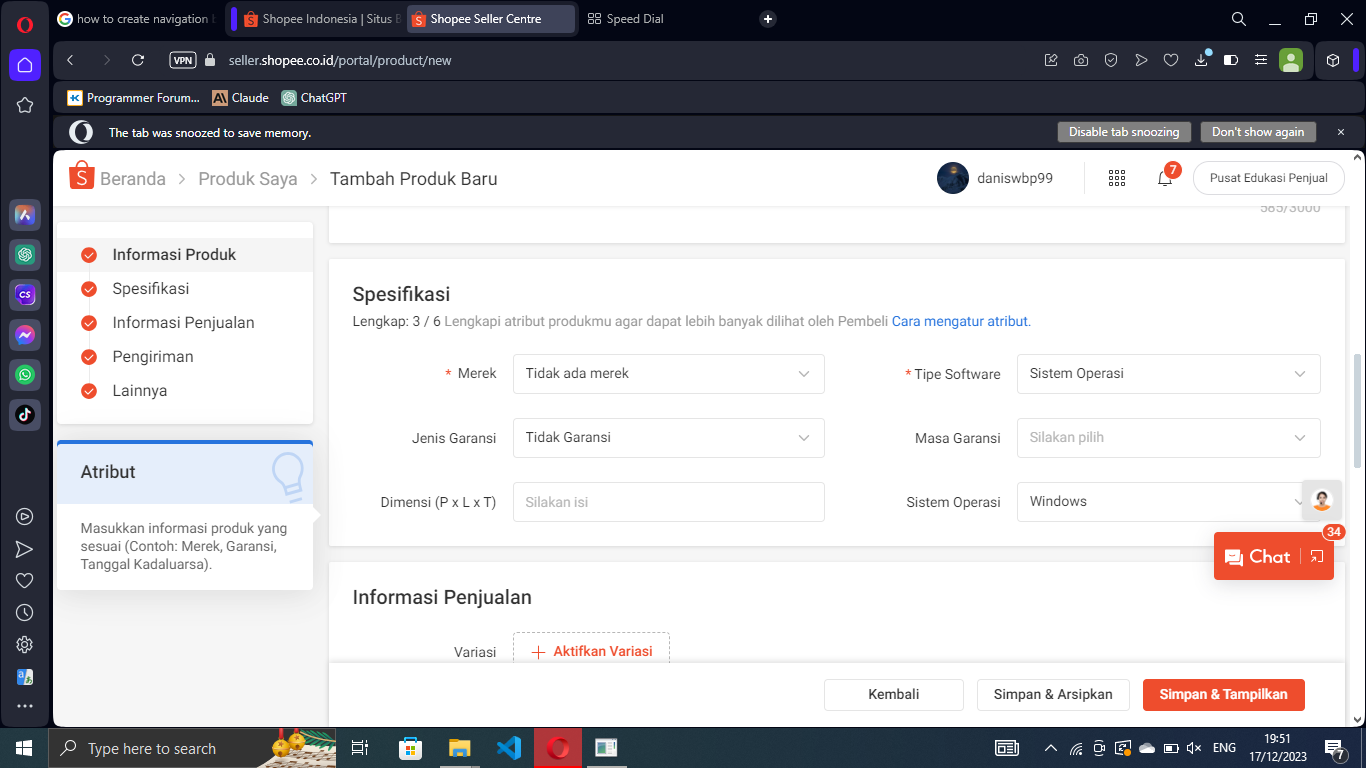 how to create navigation b
Shopee Indonesia | Situs B
Shopee Seller Centre
Speed Dial
VPN
seller.shopee.co.id/portal/product/new
Programmer Forum...
Claude
ChatGPT
The tab was snoozed to save memory.
Disable tab snoozing
Don't show again
Beranda > Produk Saya > Tambah Produk Baru
daniswbp99
7
Pusat Edukasi Penjual
585/3000
Informasi Produk
Spesifikasi
Informasi Penjualan
Pengiriman
Lainnya
Atribut
Masukkan informasi produk yang
sesuai (Contoh: Merek, Garansi,
Tanggal Kadaluarsa).
Spesifikasi
Lengkap: 3 / 6 Lengkapi atribut produkmu agar dapat lebih banyak dilihat oleh Pembeli Cara mengatur atribut.
* Merek
Tidak ada merek
* Tipe Software
Sistem Operasi
Jenis Garansi
Tidak Garansi
Masa Garansi
Silakan pilih
Dimensi (P x L x T)
Silakan isi
Sistem Operasi
Windows
34
Chat
Informasi Penjualan
Variasi
+ Aktifkan Variasi
Kembali
Simpan & Arsipkan
Simpan & Tampilkan
CS
Type here to search
ENG
19:51
17/12/2023
7